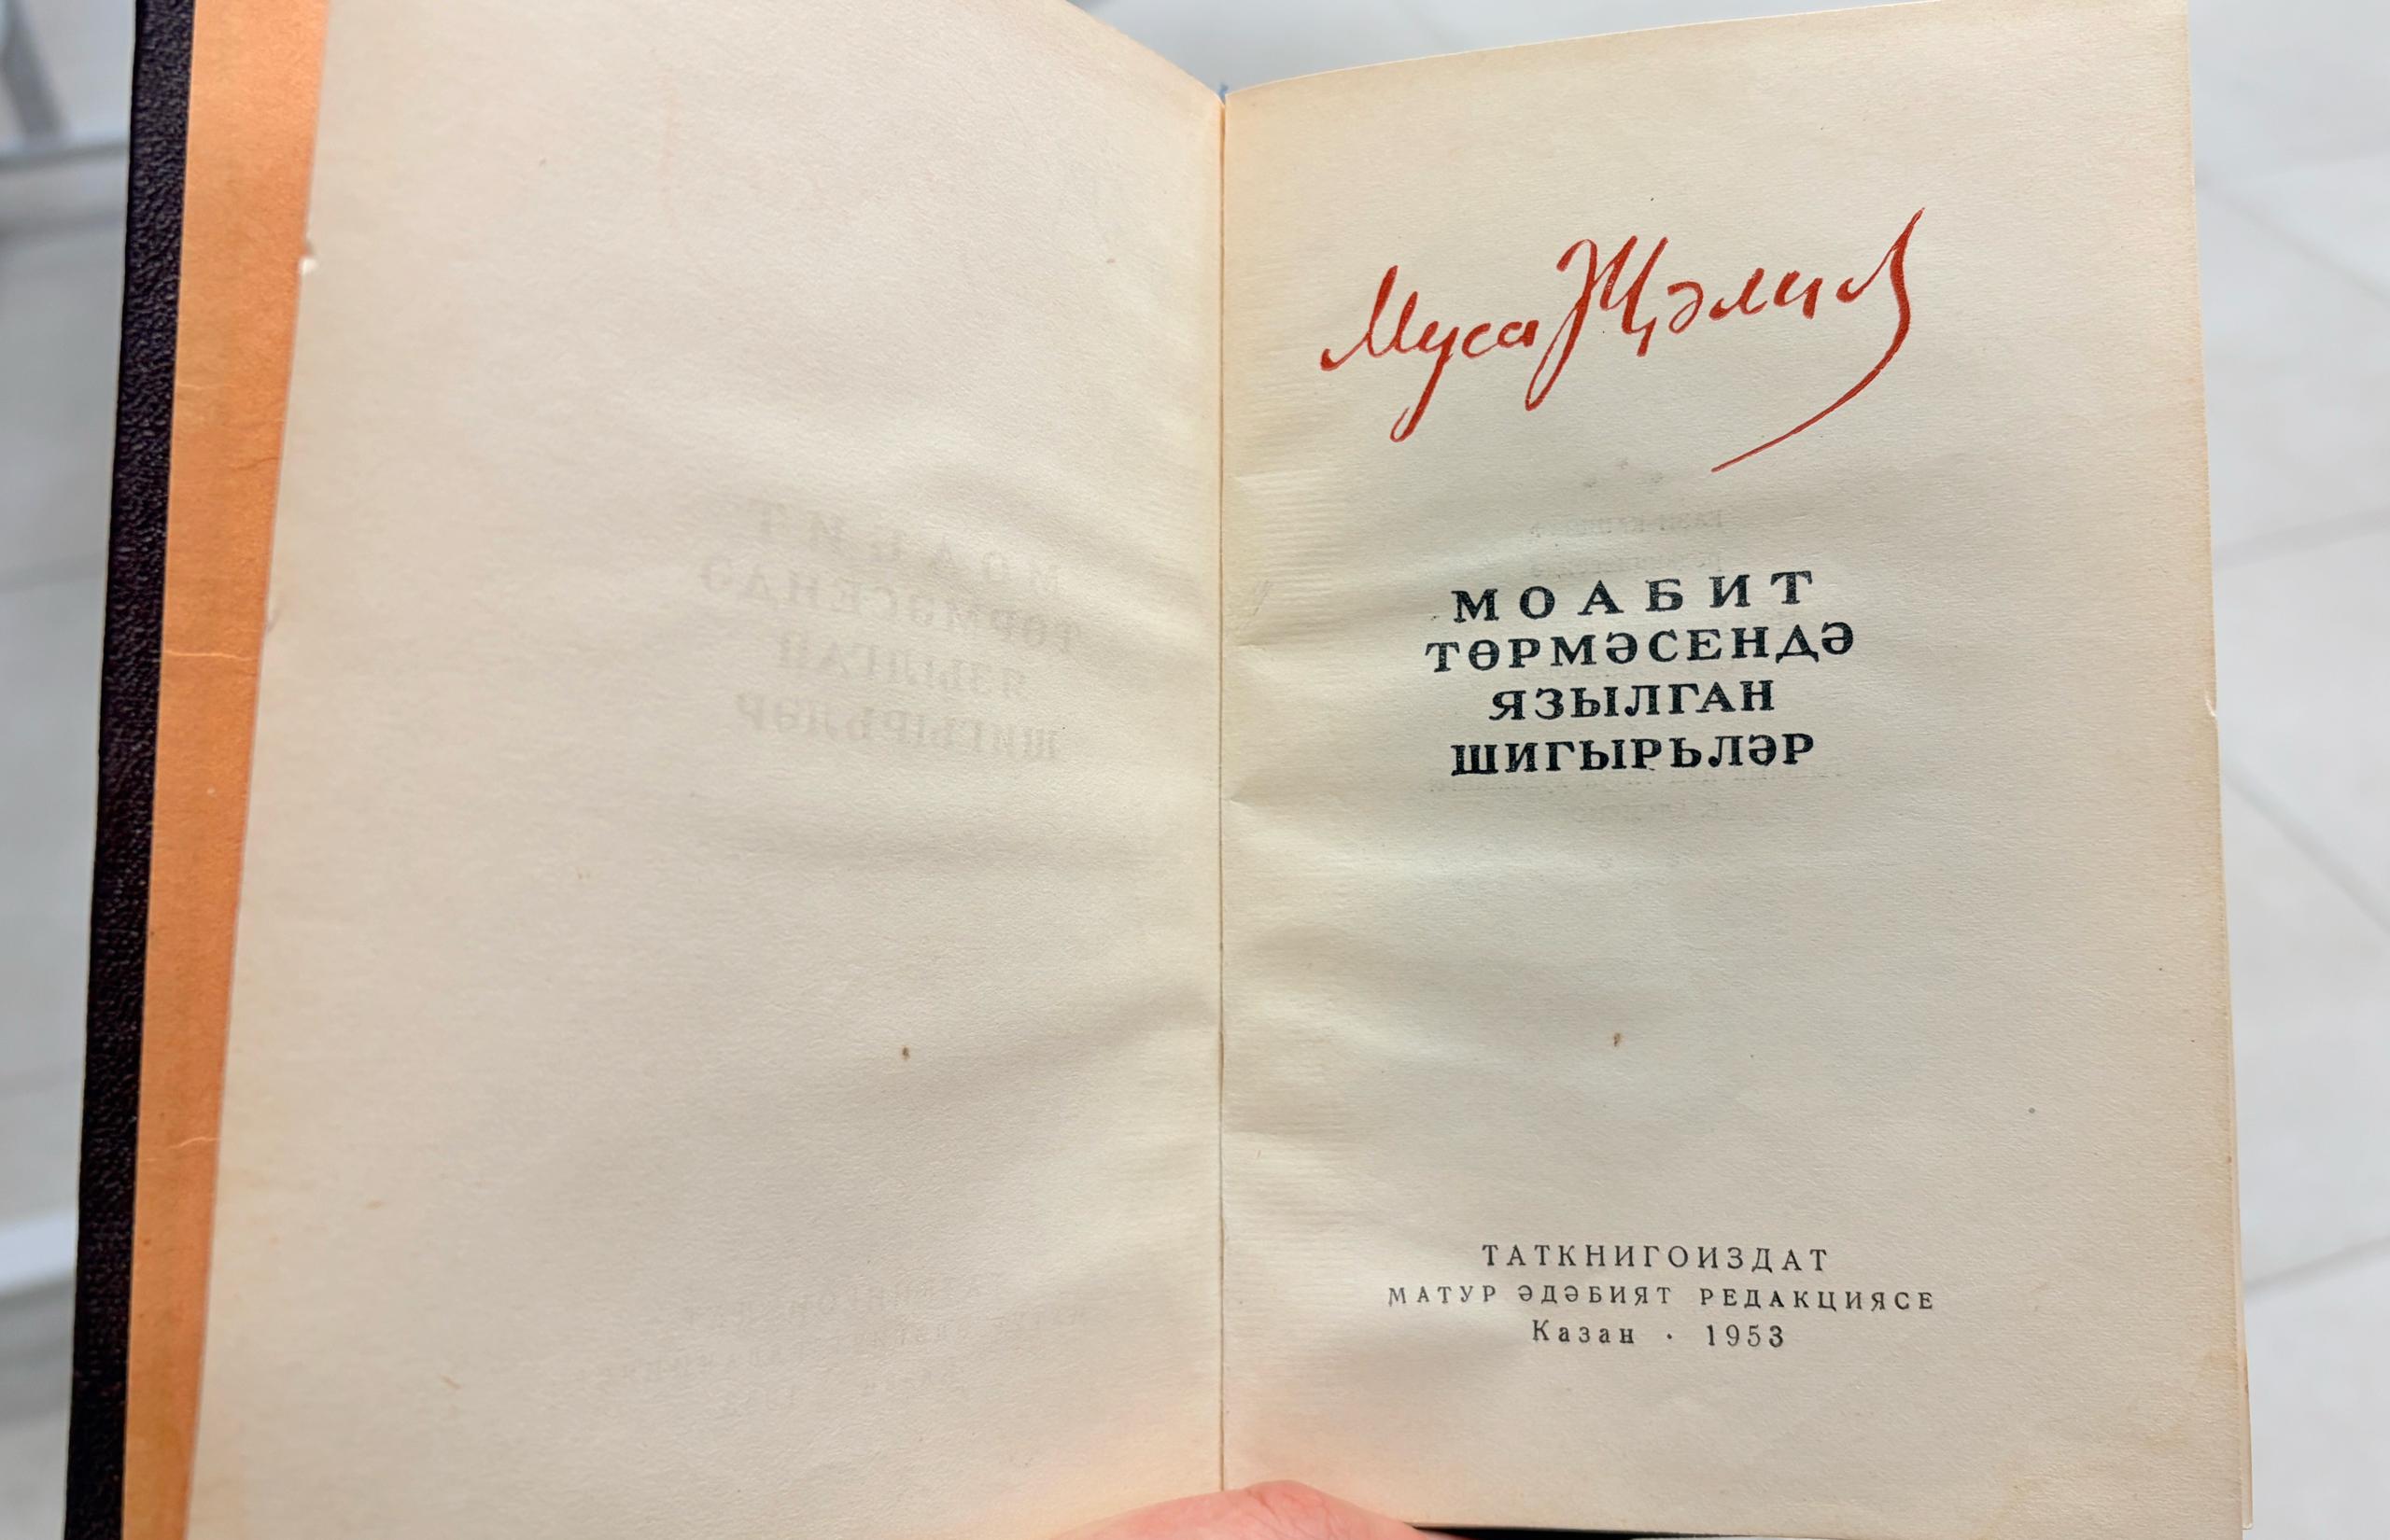 Муса Җәлил
МОАБИТ
ТӨРМӘСЕНДӘ
ЯЗЫЛГАН
ШИГЫРЬЛӘР
ТАТКНИГОИЗДАТ
МАТУР ӘДӘБИЯТ РЕДАКЦИЯСЕ
Казан · 1953